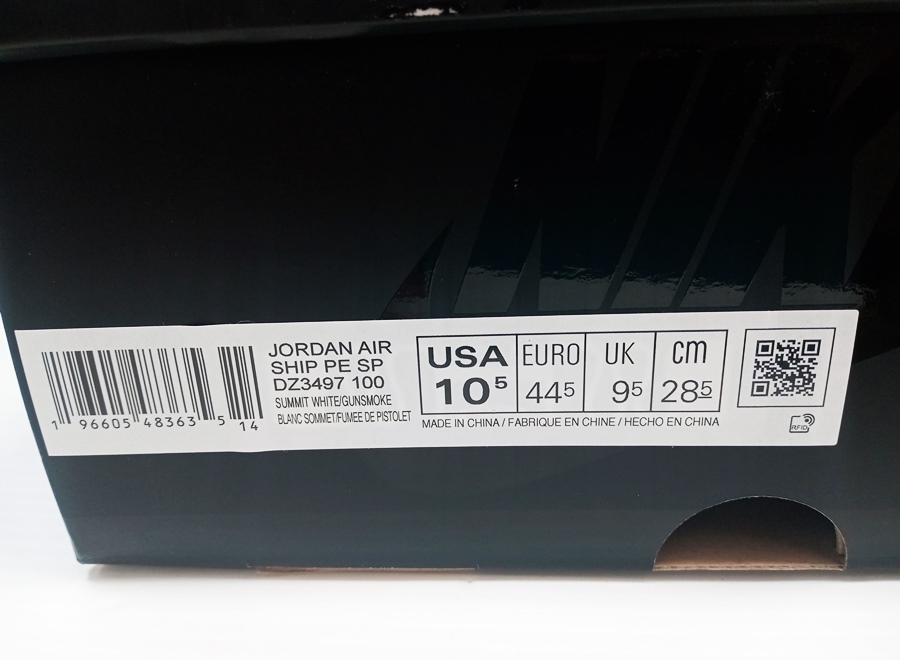 NIKE
JORDAN AIR
SHIP PE SP
DZ3497 100
SUMMIT WHITE/GUNSMOKE
BLANC SOMMET/FUMEE DE PISTOLET
1 96605 48363 5 14
USA EURO UK cm
10⁵ 44⁵ 9⁵ 28⁵
MADE IN CHINA / FABRIQUE EN CHINE / HECHO EN CHINA
RFID